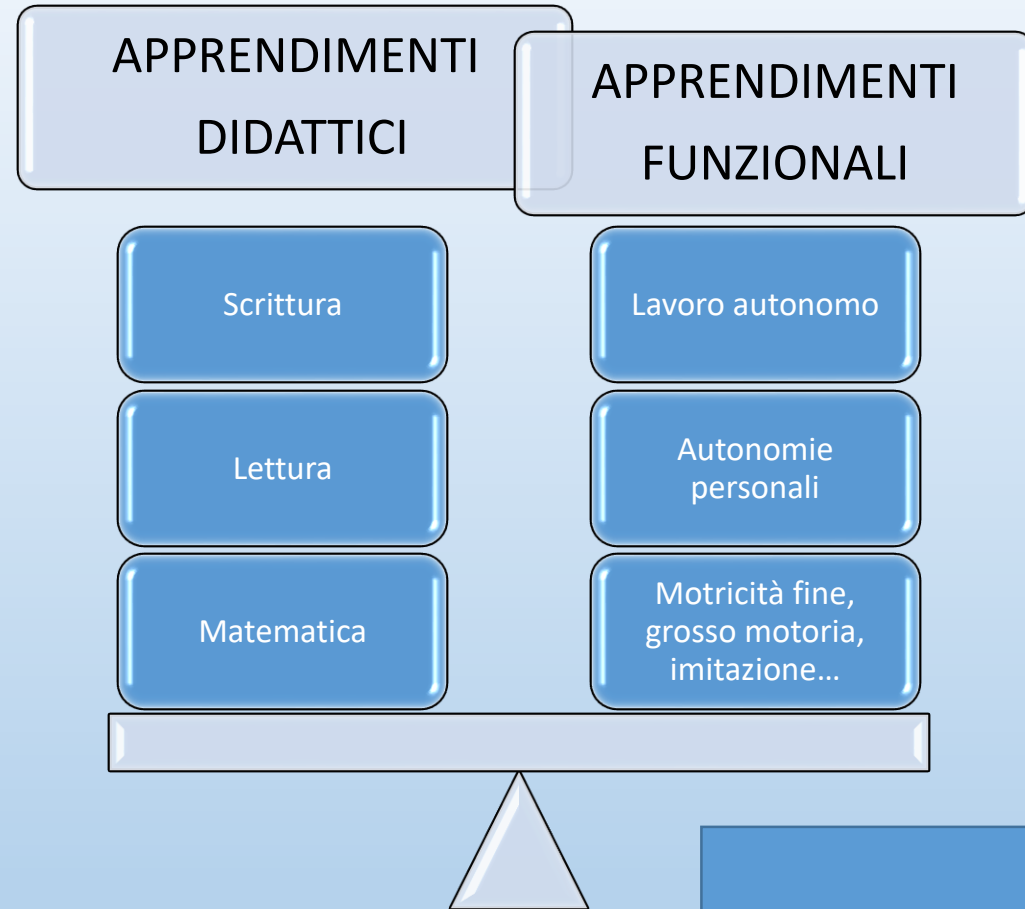 APPRENDIMENTI
DIDATTICI
APPRENDIMENTI
FUNZIONALI
Scrittura
Lettura
Matematica
Lavoro autonomo
Autonomie
personali
Motricità fine,
grosso motoria,
imitazione…